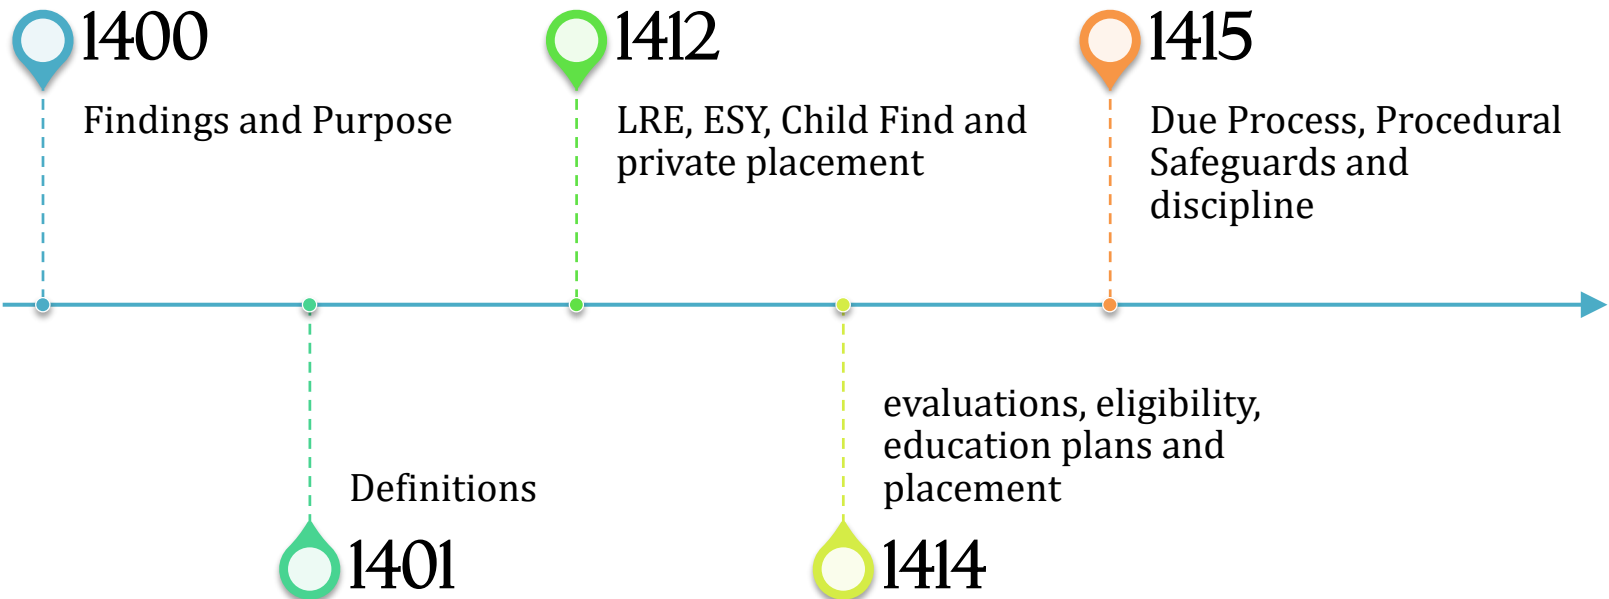 1400
Findings and Purpose
1412
LRE, ESY, Child Find and
private placement
1415
Due Process, Procedural
Safeguards and
discipline
Definitions
1401
evaluations, eligibility,
education plans and
placement
1414